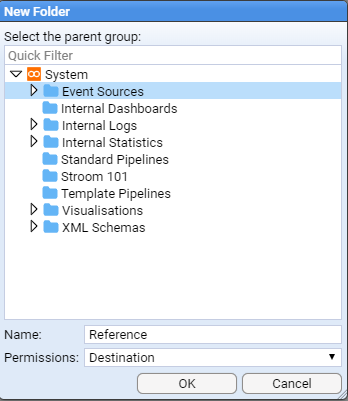 New Folder
Select the parent group:
Quick Filter
System
Event Sources
Internal Dashboards
Internal Logs
Internal Statistics
Standard Pipelines
Stroom 101
Template Pipelines
Visualisations
XML Schemas
Name: Reference
Permissions: Destination
OK Cancel